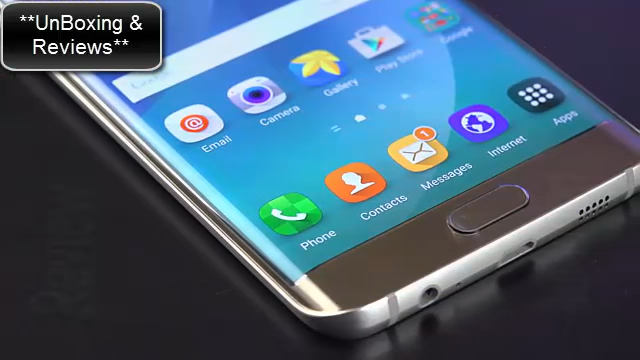 **UnBoxing &
Reviews**
Google
Play Store
Gallery
Camera
Email
1
Apps
Internet
Messages
Contacts
Phone